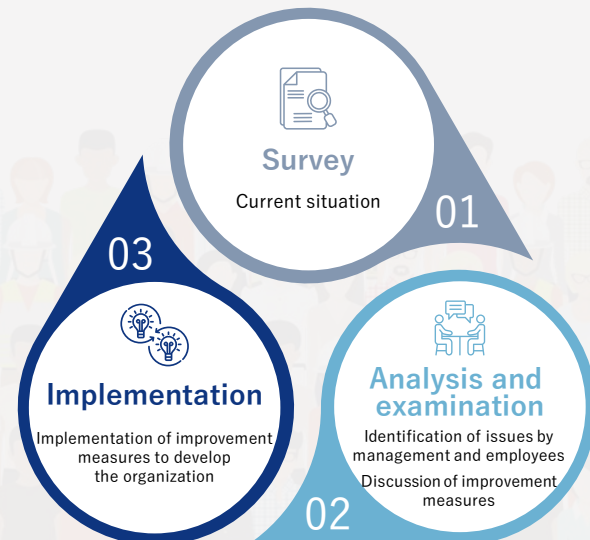 Survey
Current situation
01
03
Implementation
Implementation of improvement
measures to develop
the organization
Analysis and
examination
Identification of issues by
management and employees
Discussion of improvement
measures
02